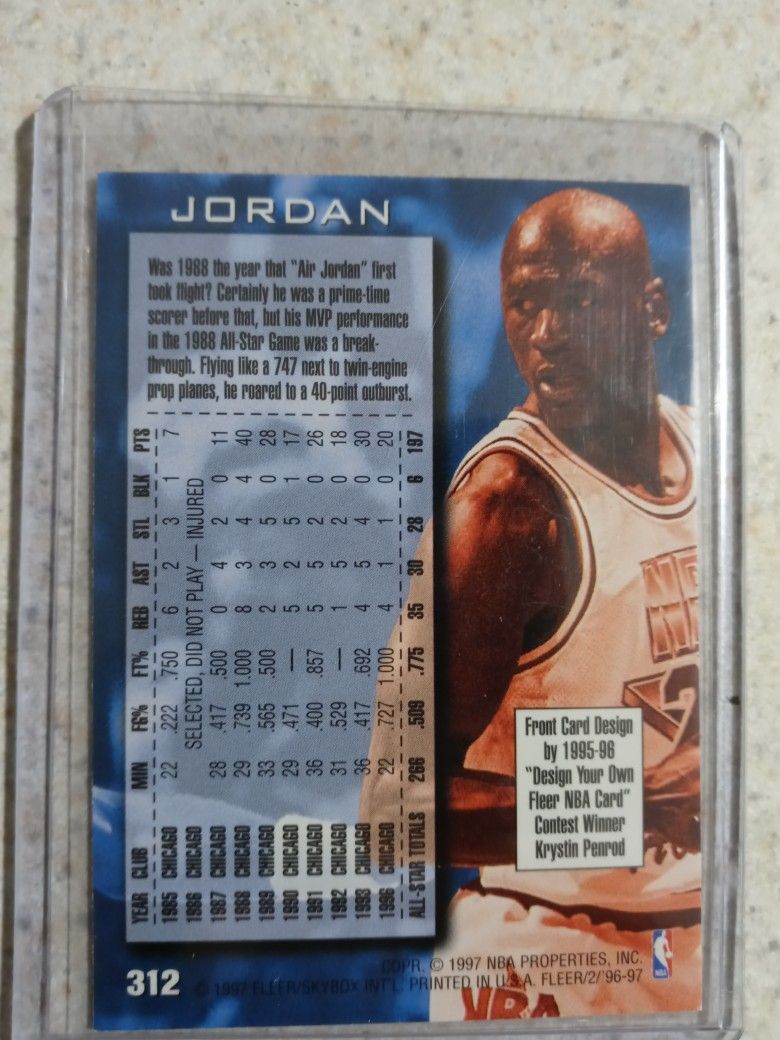 JORDAN
Was 1988 the year that "Air Jordan" first
took flight? Certainly he was a prime-time
scorer before that, but his MVP performance
in the 1988 All-Star Game was a break-
through. Flying like a 747 next to twin-engine
prop planes, he roared to a 40-point outburst.
YEAR CLUB MIN FG% FT% REB AST STL BLK PTS
1985 CHICAGO 22 .222 .750 6 2 3 1 7
1986 CHICAGO SELECTED, DID NOT PLAY — INJURED
1987 CHICAGO 28 .417 .500 0 4 2 0 11
1988 CHICAGO 29 .739 1.000 8 3 4 4 40
1989 CHICAGO 33 .565 .500 2 3 5 0 28
1990 CHICAGO 29 .471 — 5 2 5 1 17
1991 CHICAGO 36 .400 .857 5 5 2 0 26
1992 CHICAGO 31 .529 — 1 5 2 0 18
1993 CHICAGO 36 .417 .692 4 5 4 0 30
1996 CHICAGO 22 .727 1.000 4 1 1 0 20
ALL-STAR TOTALS 266 .509 .775 35 30 28 6 197
Front Card Design
by 1995-96
"Design Your Own
Fleer NBA Card"
Contest Winner
Krystin Penrod
312
COPR. © 1997 NBA PROPERTIES, INC.
© 1997 FLEER/SKYBOX INT'L. PRINTED IN U.S.A. FLEER/2/'96-97
NBA